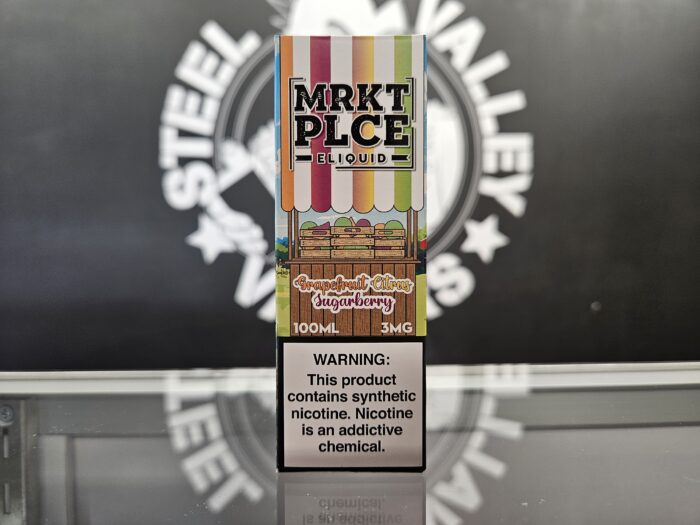 STEEL VALLEY
MRKT
PLCE
ELIQUID
Grapefruit Citrus
Sugarberry
100ML 3MG
WARNING:
This product
contains synthetic
nicotine. Nicotine
is an addictive
chemical.